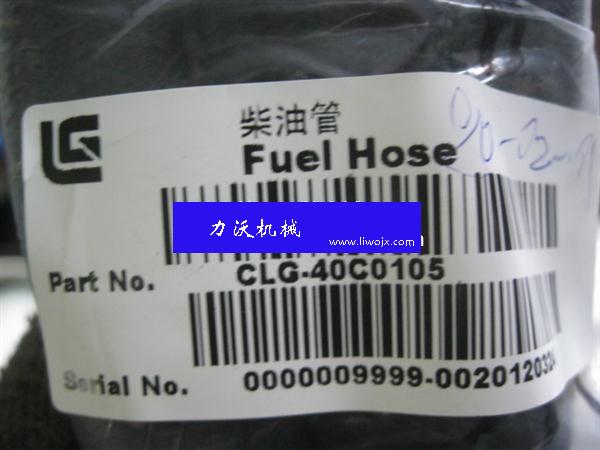 柴油管
Fuel Hose
力沃机械
www.liwojx.com
Part No. CLG-40C0105
Serial No. 0000009999-0020120324